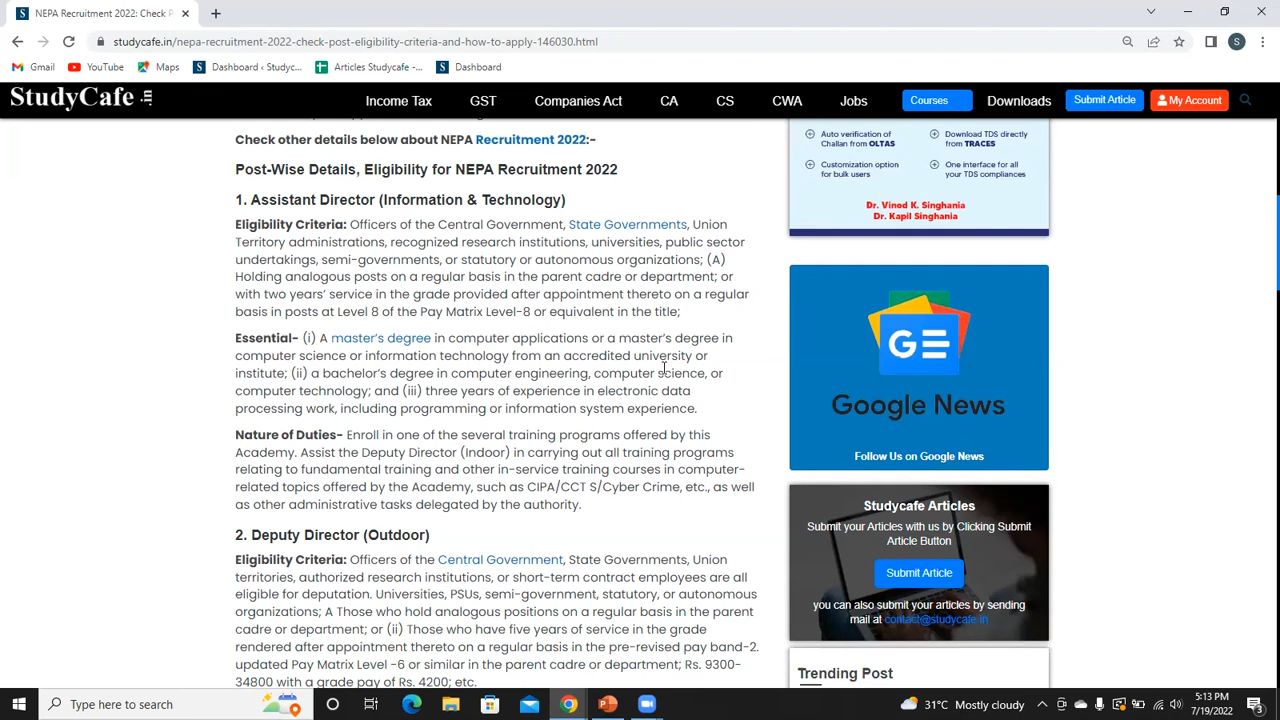 NEPA Recruitment 2022: Check P
studycafe.in/nepa-recruitment-2022-check-post-eligibility-criteria-and-how-to-apply-146030.html
S
Gmail
YouTube
Maps
Dashboard ‹ Studyc...
Articles Studycafe -...
Dashboard
StudyCafe .in
Income Tax
GST
Companies Act
CA
CS
CWA
Jobs
Courses
Downloads
Submit Article
My Account
Check other details below about NEPA Recruitment 2022:-
Post-Wise Details, Eligibility for NEPA Recruitment 2022
1. Assistant Director (Information & Technology)
Eligibility Criteria: Officers of the Central Government, State Governments, Union
Territory administrations, recognized research institutions, universities, public sector
undertakings, semi-governments, or statutory or autonomous organizations; (A)
Holding analogous posts on a regular basis in the parent cadre or department; or
with two years' service in the grade provided after appointment thereto on a regular
basis in posts at Level 8 of the Pay Matrix Level-8 or equivalent in the title;
Essential- (i) A master's degree in computer applications or a master's degree in
computer science or information technology from an accredited university or
institute; (ii) a bachelor's degree in computer engineering, computer science, or
computer technology; and (iii) three years of experience in electronic data
processing work, including programming or information system experience.
Nature of Duties- Enroll in one of the several training programs offered by this
Academy. Assist the Deputy Director (Indoor) in carrying out all training programs
relating to fundamental training and other in-service training courses in computer-
related topics offered by the Academy, such as CIPA/CCT S/Cyber Crime, etc., as well
as other administrative tasks delegated by the authority.
2. Deputy Director (Outdoor)
Eligibility Criteria: Officers of the Central Government, State Governments, Union
territories, authorized research institutions, or short-term contract employees are all
eligible for deputation. Universities, PSUs, semi-government, statutory, or autonomous
organizations; A Those who hold analogous positions on a regular basis in the parent
cadre or department; or (ii) Those who have five years of service in the grade
rendered after appointment thereto on a regular basis in the pre-revised pay band-2.
updated Pay Matrix Level -6 or similar in the parent cadre or department; Rs. 9300-
34800 with a grade pay of Rs. 4200; etc.
Auto verification of
Challan from OLTAS
Download TDS directly
from TRACES
Customization option
for bulk users
One interface for all
your TDS compliances
Dr. Vinod K. Singhania
Dr. Kapil Singhania
GE
Google News
Follow Us on Google News
Studycafe Articles
Submit your Articles with us by Clicking Submit
Article Button
Submit Article
you can also submit your articles by sending
mail at contact@studycafe.in
Trending Post
Type here to search
31°C Mostly cloudy
5:13 PM
7/19/2022
3